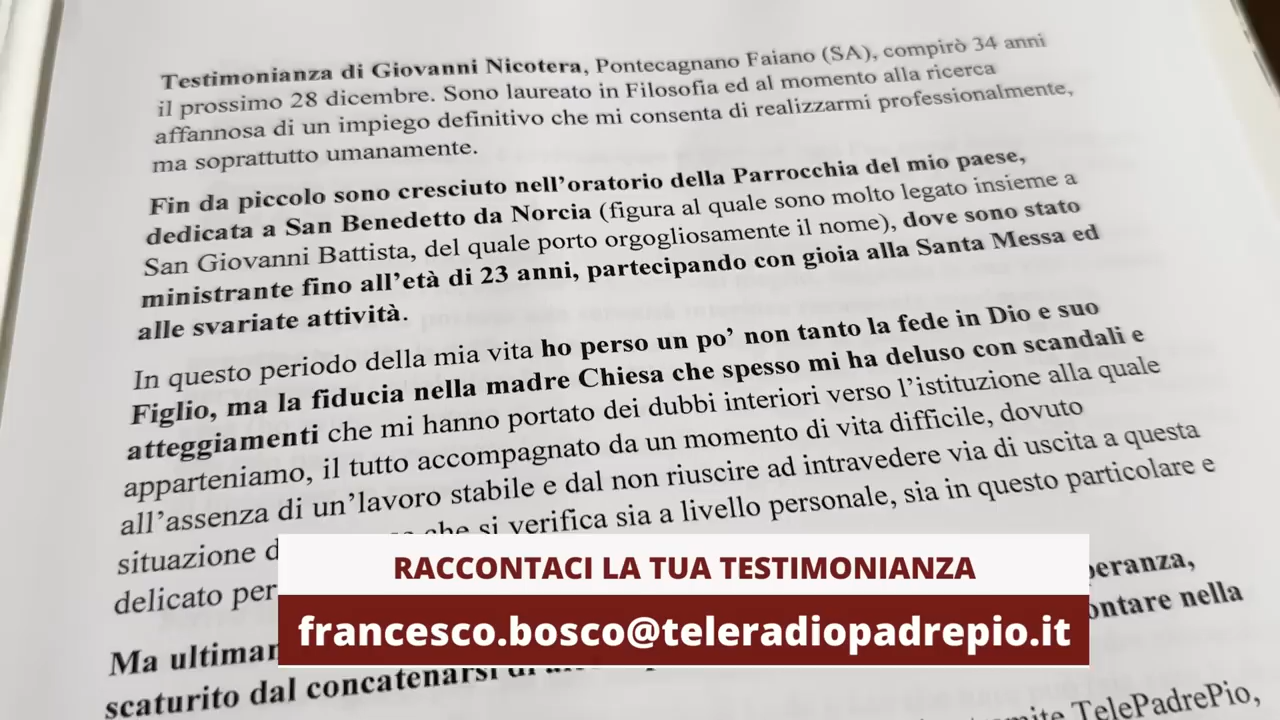 Testimonianza di Giovanni Nicotera, Pontecagnano Faiano (SA), compirò 34 anni
il prossimo 28 dicembre. Sono laureato in Filosofia ed al momento alla ricerca
affannosa di un impiego definitivo che mi consenta di realizzarmi professionalmente,
ma soprattutto umanamente.
Fin da piccolo sono cresciuto nell’oratorio della Parrocchia del mio paese,
dedicata a San Benedetto da Norcia (figura al quale sono molto legato insieme a
San Giovanni Battista, del quale porto orgogliosamente il nome), dove sono stato
ministrante fino all’età di 23 anni, partecipando con gioia alla Santa Messa ed
alle svariate attività.
In questo periodo della mia vita ho perso un po’ non tanto la fede in Dio e suo
Figlio, ma la fiducia nella madre Chiesa che spesso mi ha deluso con scandali e
atteggiamenti che mi hanno portato dei dubbi interiori verso l’istituzione alla quale
apparteniamo, il tutto accompagnato da un momento di vita difficile, dovuto
all’assenza di un’lavoro stabile e dal non riuscire ad intravedere via di uscita a questa
situazione d che si verifica sia a livello personale, sia in questo particolare e
delicato per
Ma ultimam
scaturito dal concatenarsi di
TelePadrePio,
RACCONTACI LA TUA TESTIMONIANZA
francesco.bosco@teleradiopadrepio.it